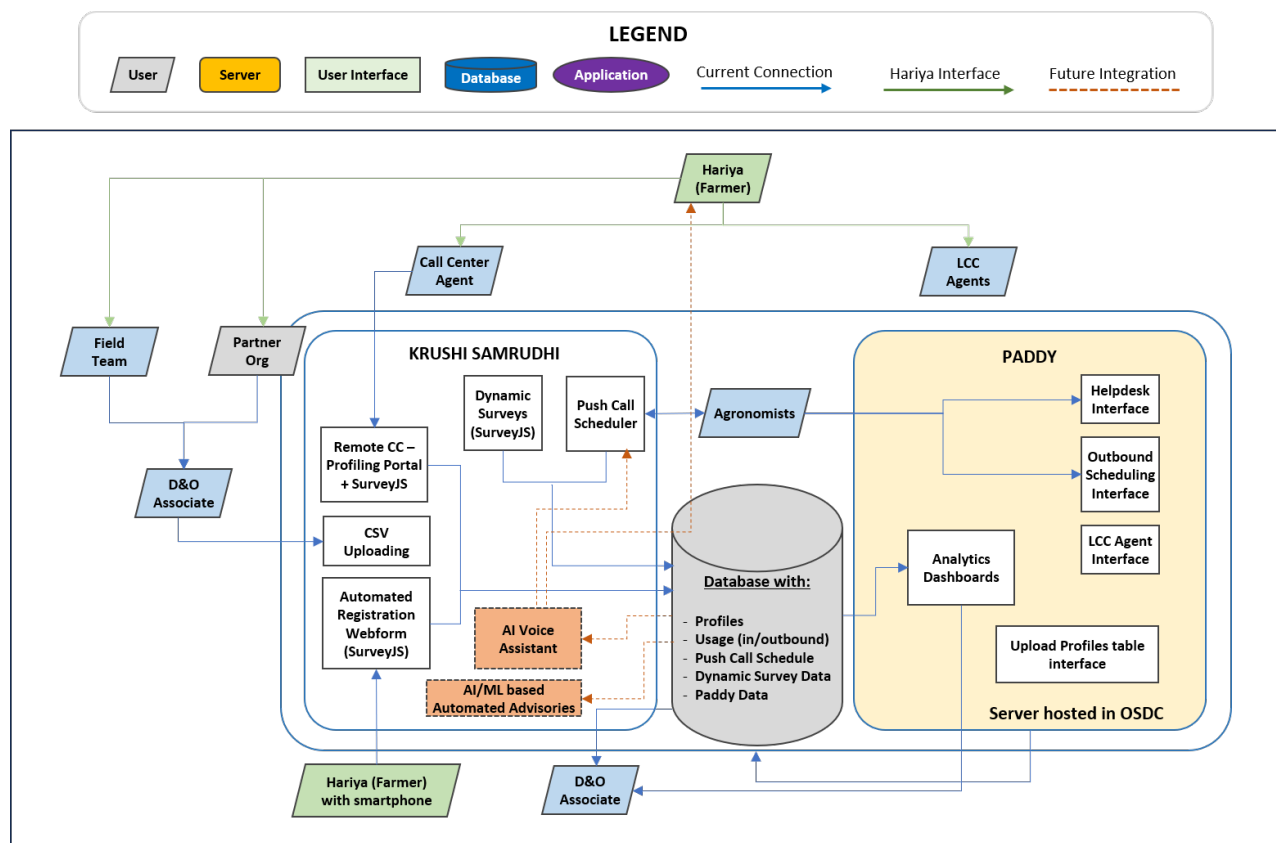 LEGEND
User
Server
User Interface
Database
Application
Current Connection
Hariya Interface
Future Integration
Hariya
(Farmer)
Call Center
Agent
LCC
Agents
Field
Team
Partner
Org
KRUSHI SAMRUDHI
PADDY
Dynamic
Surveys
(SurveyJS)
Push Call
Scheduler
Agronomists
Helpdesk
Interface
Remote CC –
Profiling Portal
+ SurveyJS
Outbound
Scheduling
Interface
D&O
Associate
CSV
Uploading
LCC Agent
Interface
Analytics
Dashboards
Database with:
- Profiles
- Usage (in/outbound)
- Push Call Schedule
- Dynamic Survey Data
- Paddy Data
Automated
Registration
Webform
(SurveyJS)
AI Voice
Assistant
Upload Profiles table
interface
AI/ML based
Automated Advisories
Server hosted in OSDC
Hariya (Farmer)
with smartphone
D&O
Associate